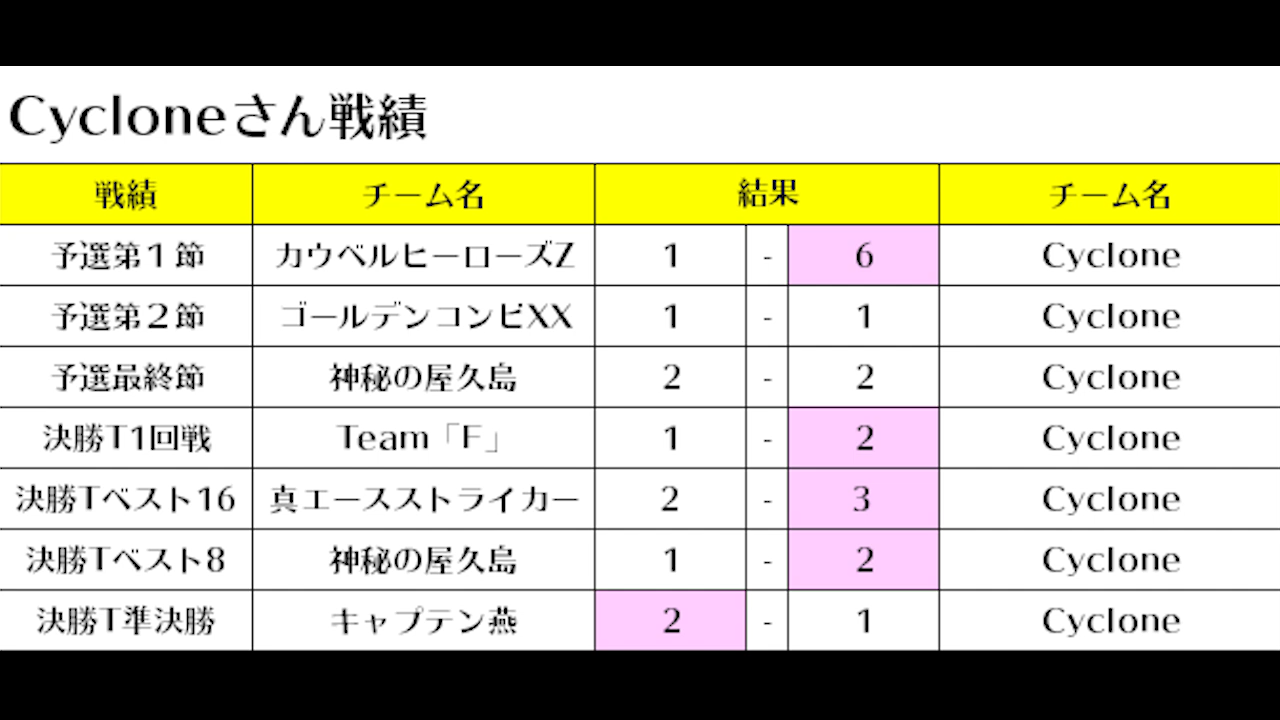 Cycloneさん戦績
戦績 チーム名 結果 チーム名
予選第１節 カウベルヒーローズZ 1 - 6 Cyclone
予選第２節 ゴールデンコンビXX 1 - 1 Cyclone
予選最終節 神秘の屋久島 2 - 2 Cyclone
決勝T1回戦 Team「F」 1 - 2 Cyclone
決勝Tベスト16 真エースストライカー 2 - 3 Cyclone
決勝Tベスト8 神秘の屋久島 1 - 2 Cyclone
決勝T準決勝 キャプテン燕 2 - 1 Cyclone